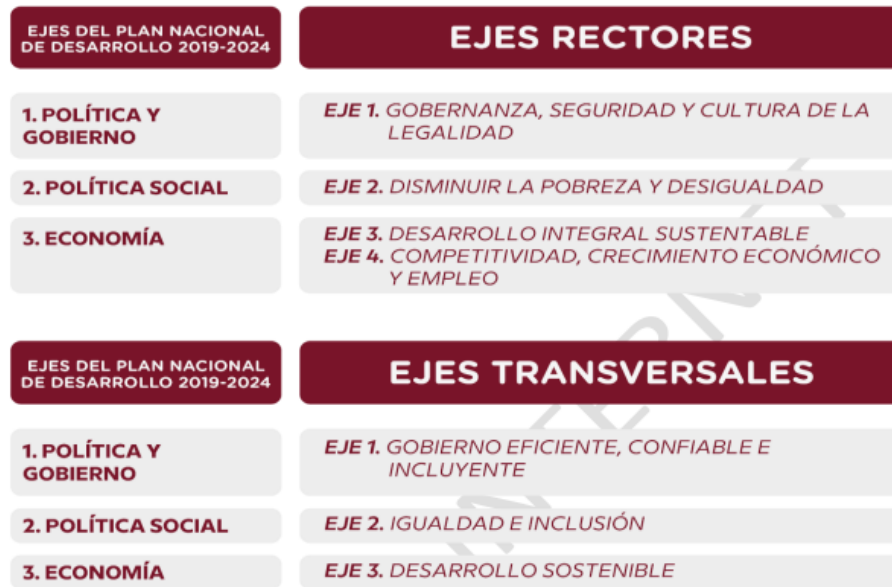 EJES DEL PLAN NACIONAL
DE DESARROLLO 2019-2024
EJES RECTORES
1. POLÍTICA Y
GOBIERNO
EJE 1. GOBERNANZA, SEGURIDAD Y CULTURA DE LA
LEGALIDAD
2. POLÍTICA SOCIAL
EJE 2. DISMINUIR LA POBREZA Y DESIGUALDAD
3. ECONOMÍA
EJE 3. DESARROLLO INTEGRAL SUSTENTABLE
EJE 4. COMPETITIVIDAD, CRECIMIENTO ECONÓMICO
Y EMPLEO
EJES DEL PLAN NACIONAL
DE DESARROLLO 2019-2024
EJES TRANSVERSALES
1. POLÍTICA Y
GOBIERNO
EJE 1. GOBIERNO EFICIENTE, CONFIABLE E
INCLUYENTE
2. POLÍTICA SOCIAL
EJE 2. IGUALDAD E INCLUSIÓN
3. ECONOMÍA
EJE 3. DESARROLLO SOSTENIBLE